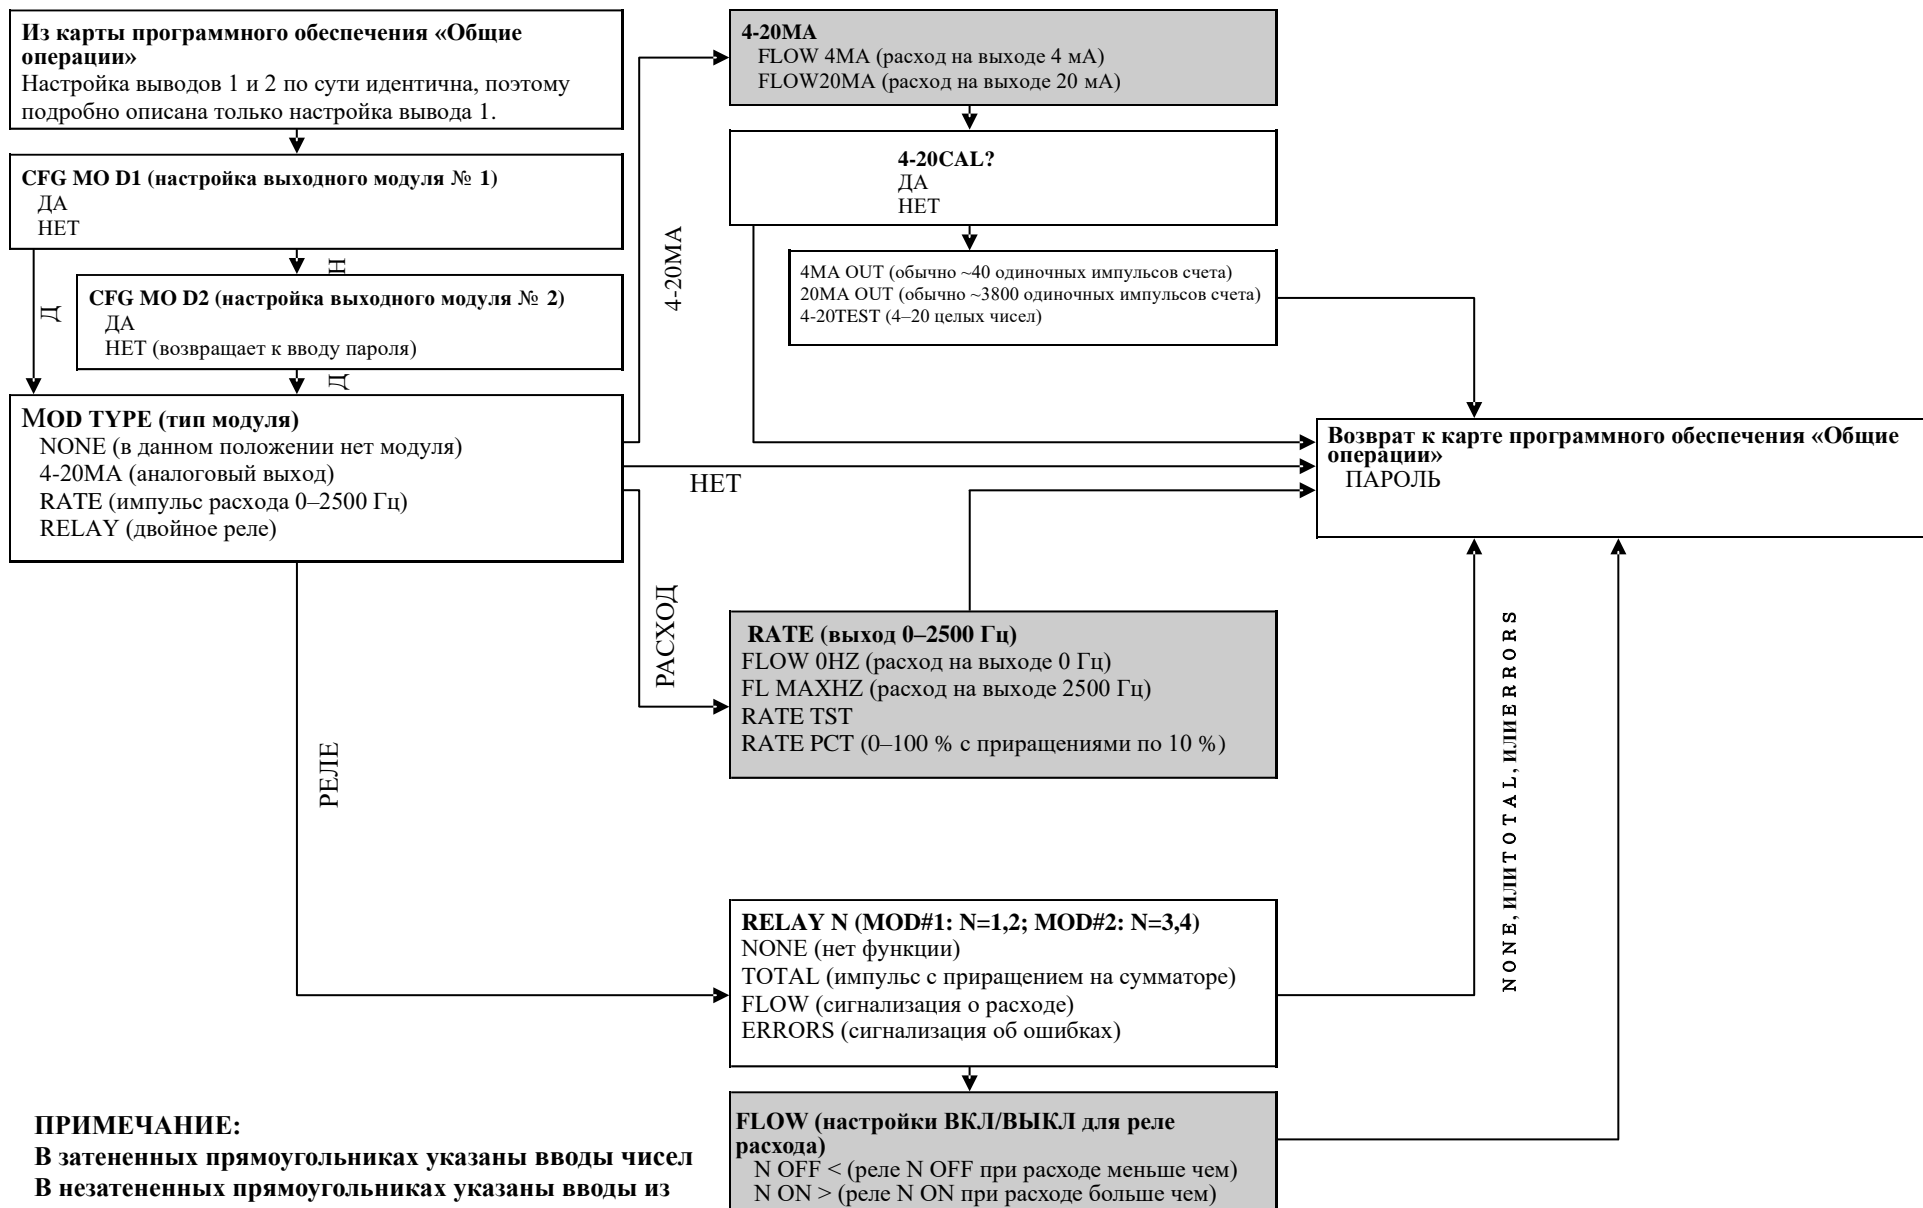 Из карты программного обеспечения «Общие
операции»
Настройка выводов 1 и 2 по сути идентична, поэтому
подробно описана только настройка вывода 1.
CFG MO D1 (настройка выходного модуля № 1)
ДА
НЕТ
Д
Н
CFG MO D2 (настройка выходного модуля № 2)
ДА
НЕТ (возвращает к вводу пароля)
Д
MOD TYPE (тип модуля)
NONE (в данном положении нет модуля)
4-20MA (аналоговый выход)
RATE (импульс расхода 0–2500 Гц)
RELAY (двойное реле)
4-20MA
4-20MA
FLOW 4MA (расход на выходе 4 мА)
FLOW20MA (расход на выходе 20 мА)
4-20CAL?
ДА
НЕТ
4MA OUT (обычно ~40 одиночных импульсов счета)
20MA OUT (обычно ~3800 одиночных импульсов счета)
4-20TEST (4–20 целых чисел)
НЕТ
Возврат к карте программного обеспечения «Общие
операции»
ПАРОЛЬ
РАСХОД
RATE (выход 0–2500 Гц)
FLOW 0HZ (расход на выходе 0 Гц)
FL MAXHZ (расход на выходе 2500 Гц)
RATE TST
RATE PCT (0–100 % с приращениями по 10 %)
РЕЛЕ
RELAY N (MOD#1: N=1,2; MOD#2: N=3,4)
NONE (нет функции)
TOTAL (импульс с приращением на сумматоре)
FLOW (сигнализация о расходе)
ERRORS (сигнализация об ошибках)
NONE, ИЛИ TOTAL, ИЛИ ERRORS
FLOW (настройки ВКЛ/ВЫКЛ для реле
расхода)
N OFF < (реле N OFF при расходе меньше чем)
N ON > (реле N ON при расходе больше чем)
ПРИМЕЧАНИЕ:
В затененных прямоугольниках указаны вводы чисел
В незатененных прямоугольниках указаны вводы из